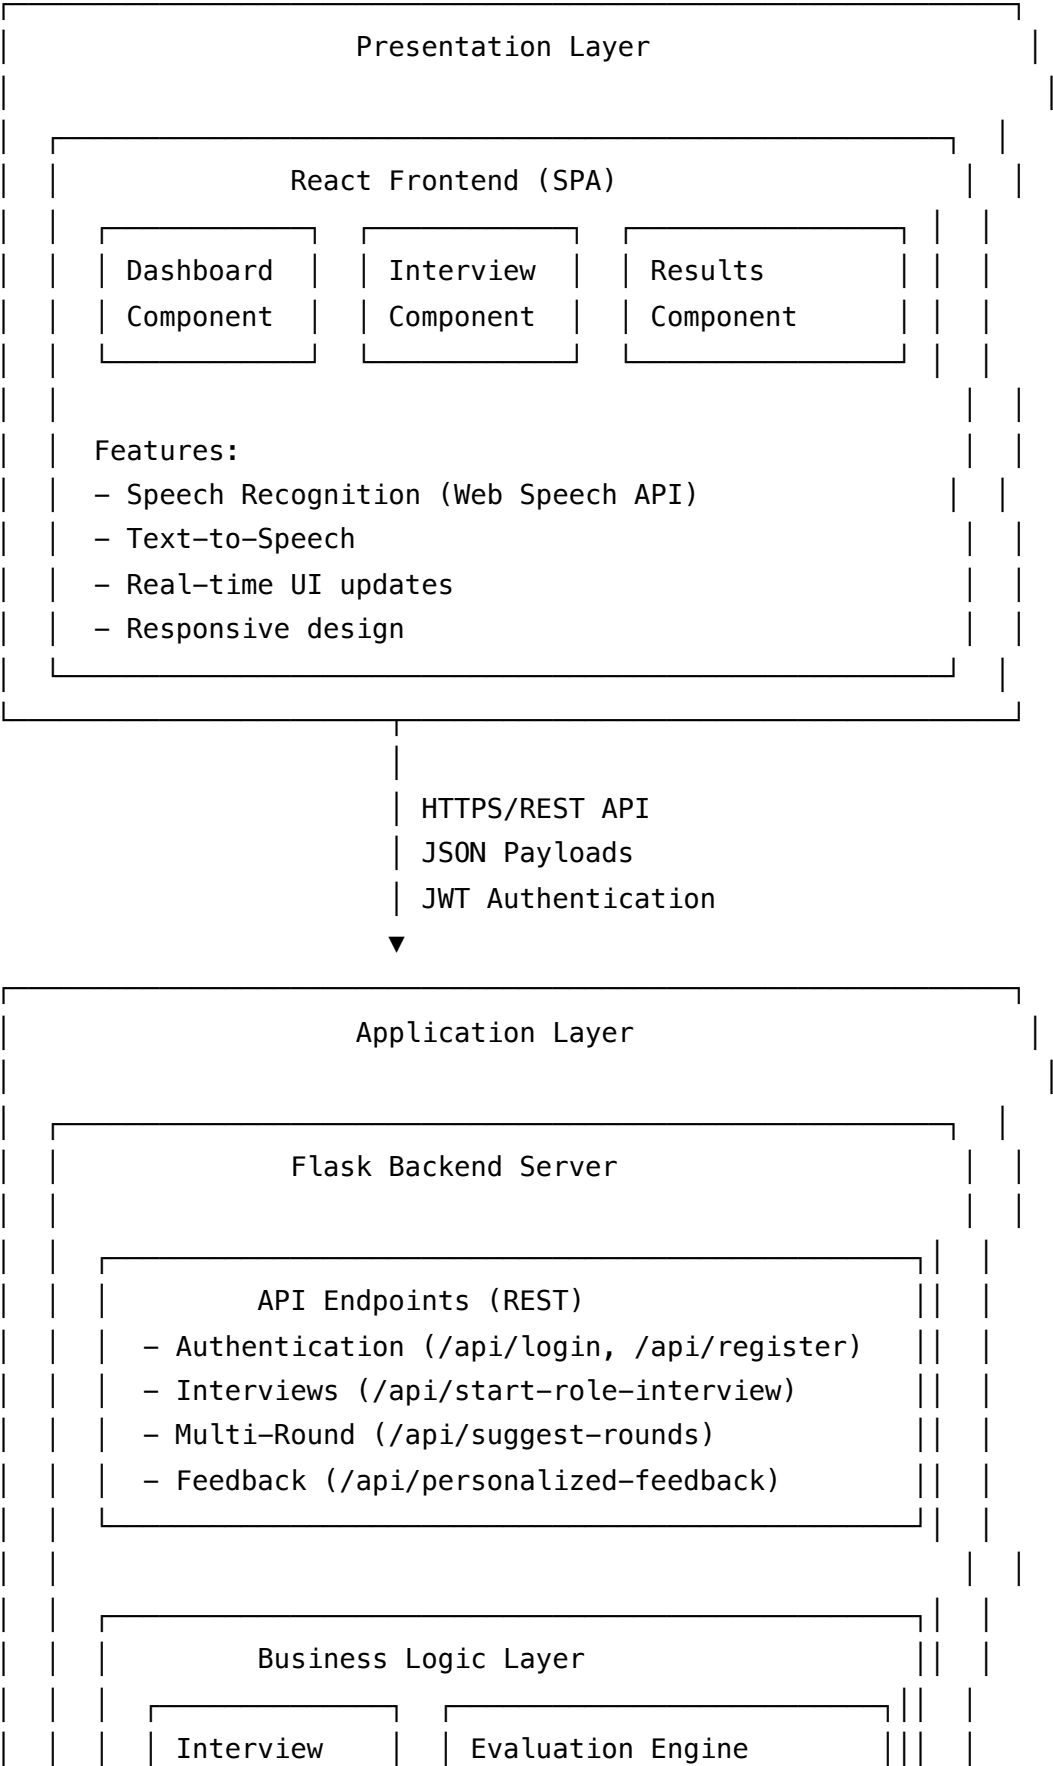 Presentation Layer
React Frontend (SPA)
Dashboard Interview Results
Component Component Component
Features:
- Speech Recognition (Web Speech API)
- Text-to-Speech
- Real-time UI updates
- Responsive design
HTTPS/REST API
JSON Payloads
JWT Authentication
Application Layer
Flask Backend Server
API Endpoints (REST)
- Authentication (/api/login, /api/register)
- Interviews (/api/start-role-interview)
- Multi-Round (/api/suggest-rounds)
- Feedback (/api/personalized-feedback)
Business Logic Layer
Interview Evaluation Engine